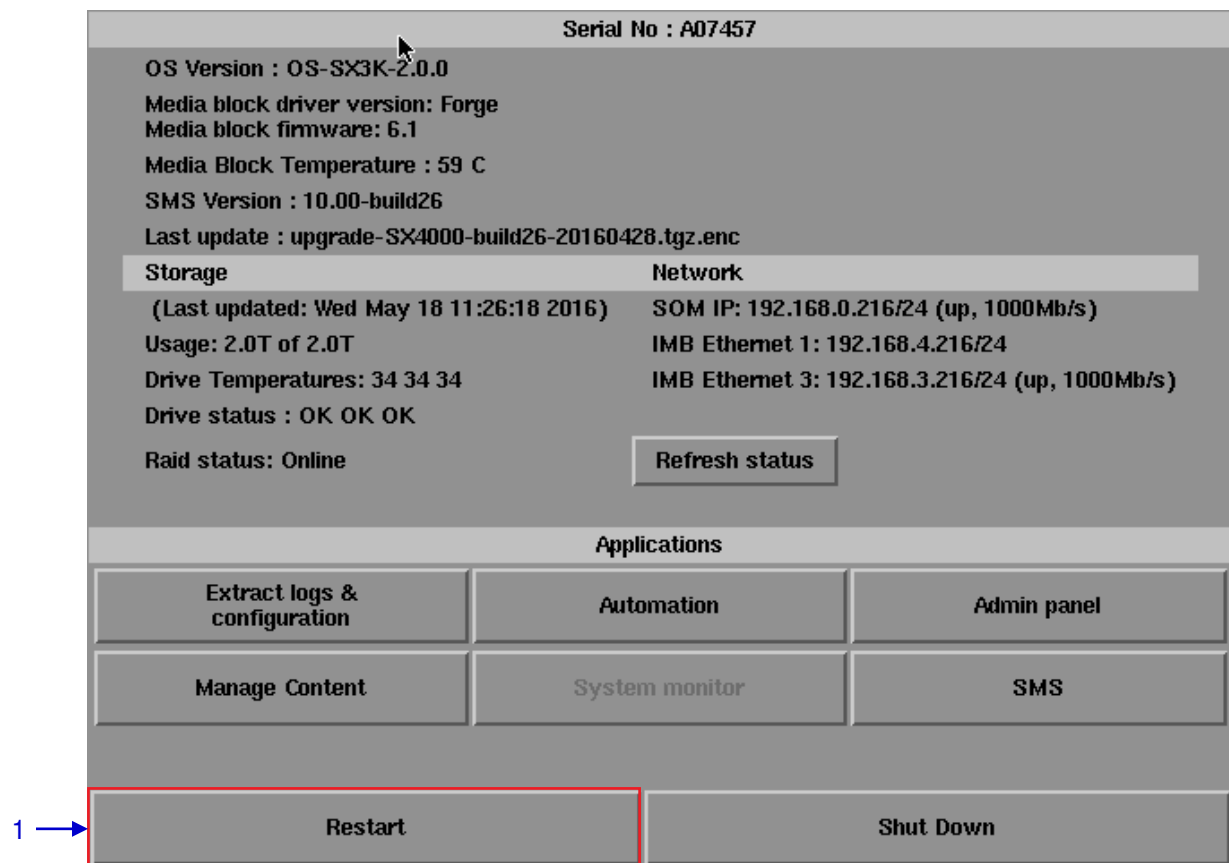 Serial No : A07457
OS Version : OS-SX3K-2.0.0
Media block driver version: Forge
Media block firmware: 6.1
Media Block Temperature : 59 C
SMS Version : 10.00-build26
Last update : upgrade-SX4000-build26-20160428.tgz.enc
Storage Network
(Last updated: Wed May 18 11:26:18 2016) SOM IP: 192.168.0.216/24 (up, 1000Mb/s)
Usage: 2.0T of 2.0T IMB Ethernet 1: 192.168.4.216/24
Drive Temperatures: 34 34 34 IMB Ethernet 3: 192.168.3.216/24 (up, 1000Mb/s)
Drive status : OK OK OK
Raid status: Online Refresh status
Applications
Extract logs &
configuration Automation Admin panel
Manage Content System monitor SMS
1 Restart Shut Down